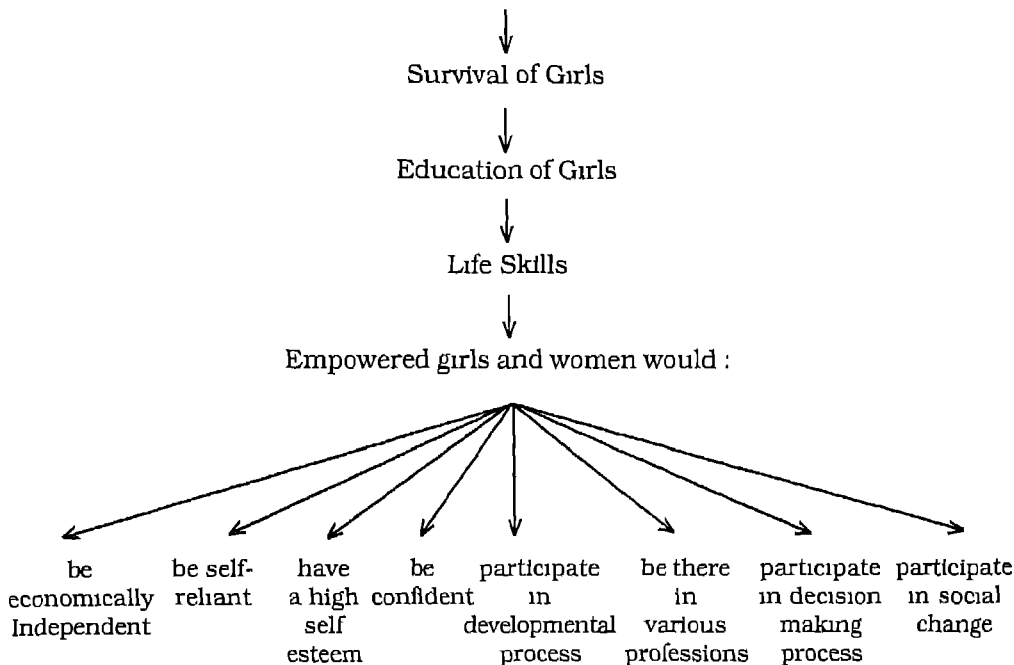 Survival of Girls
Education of Girls
Life Skills
Empowered girls and women would :
be economically Independent
be self-reliant
have a high self esteem
be confident
participate in developmental process
be there in various professions
participate in decision making process
participate in social change